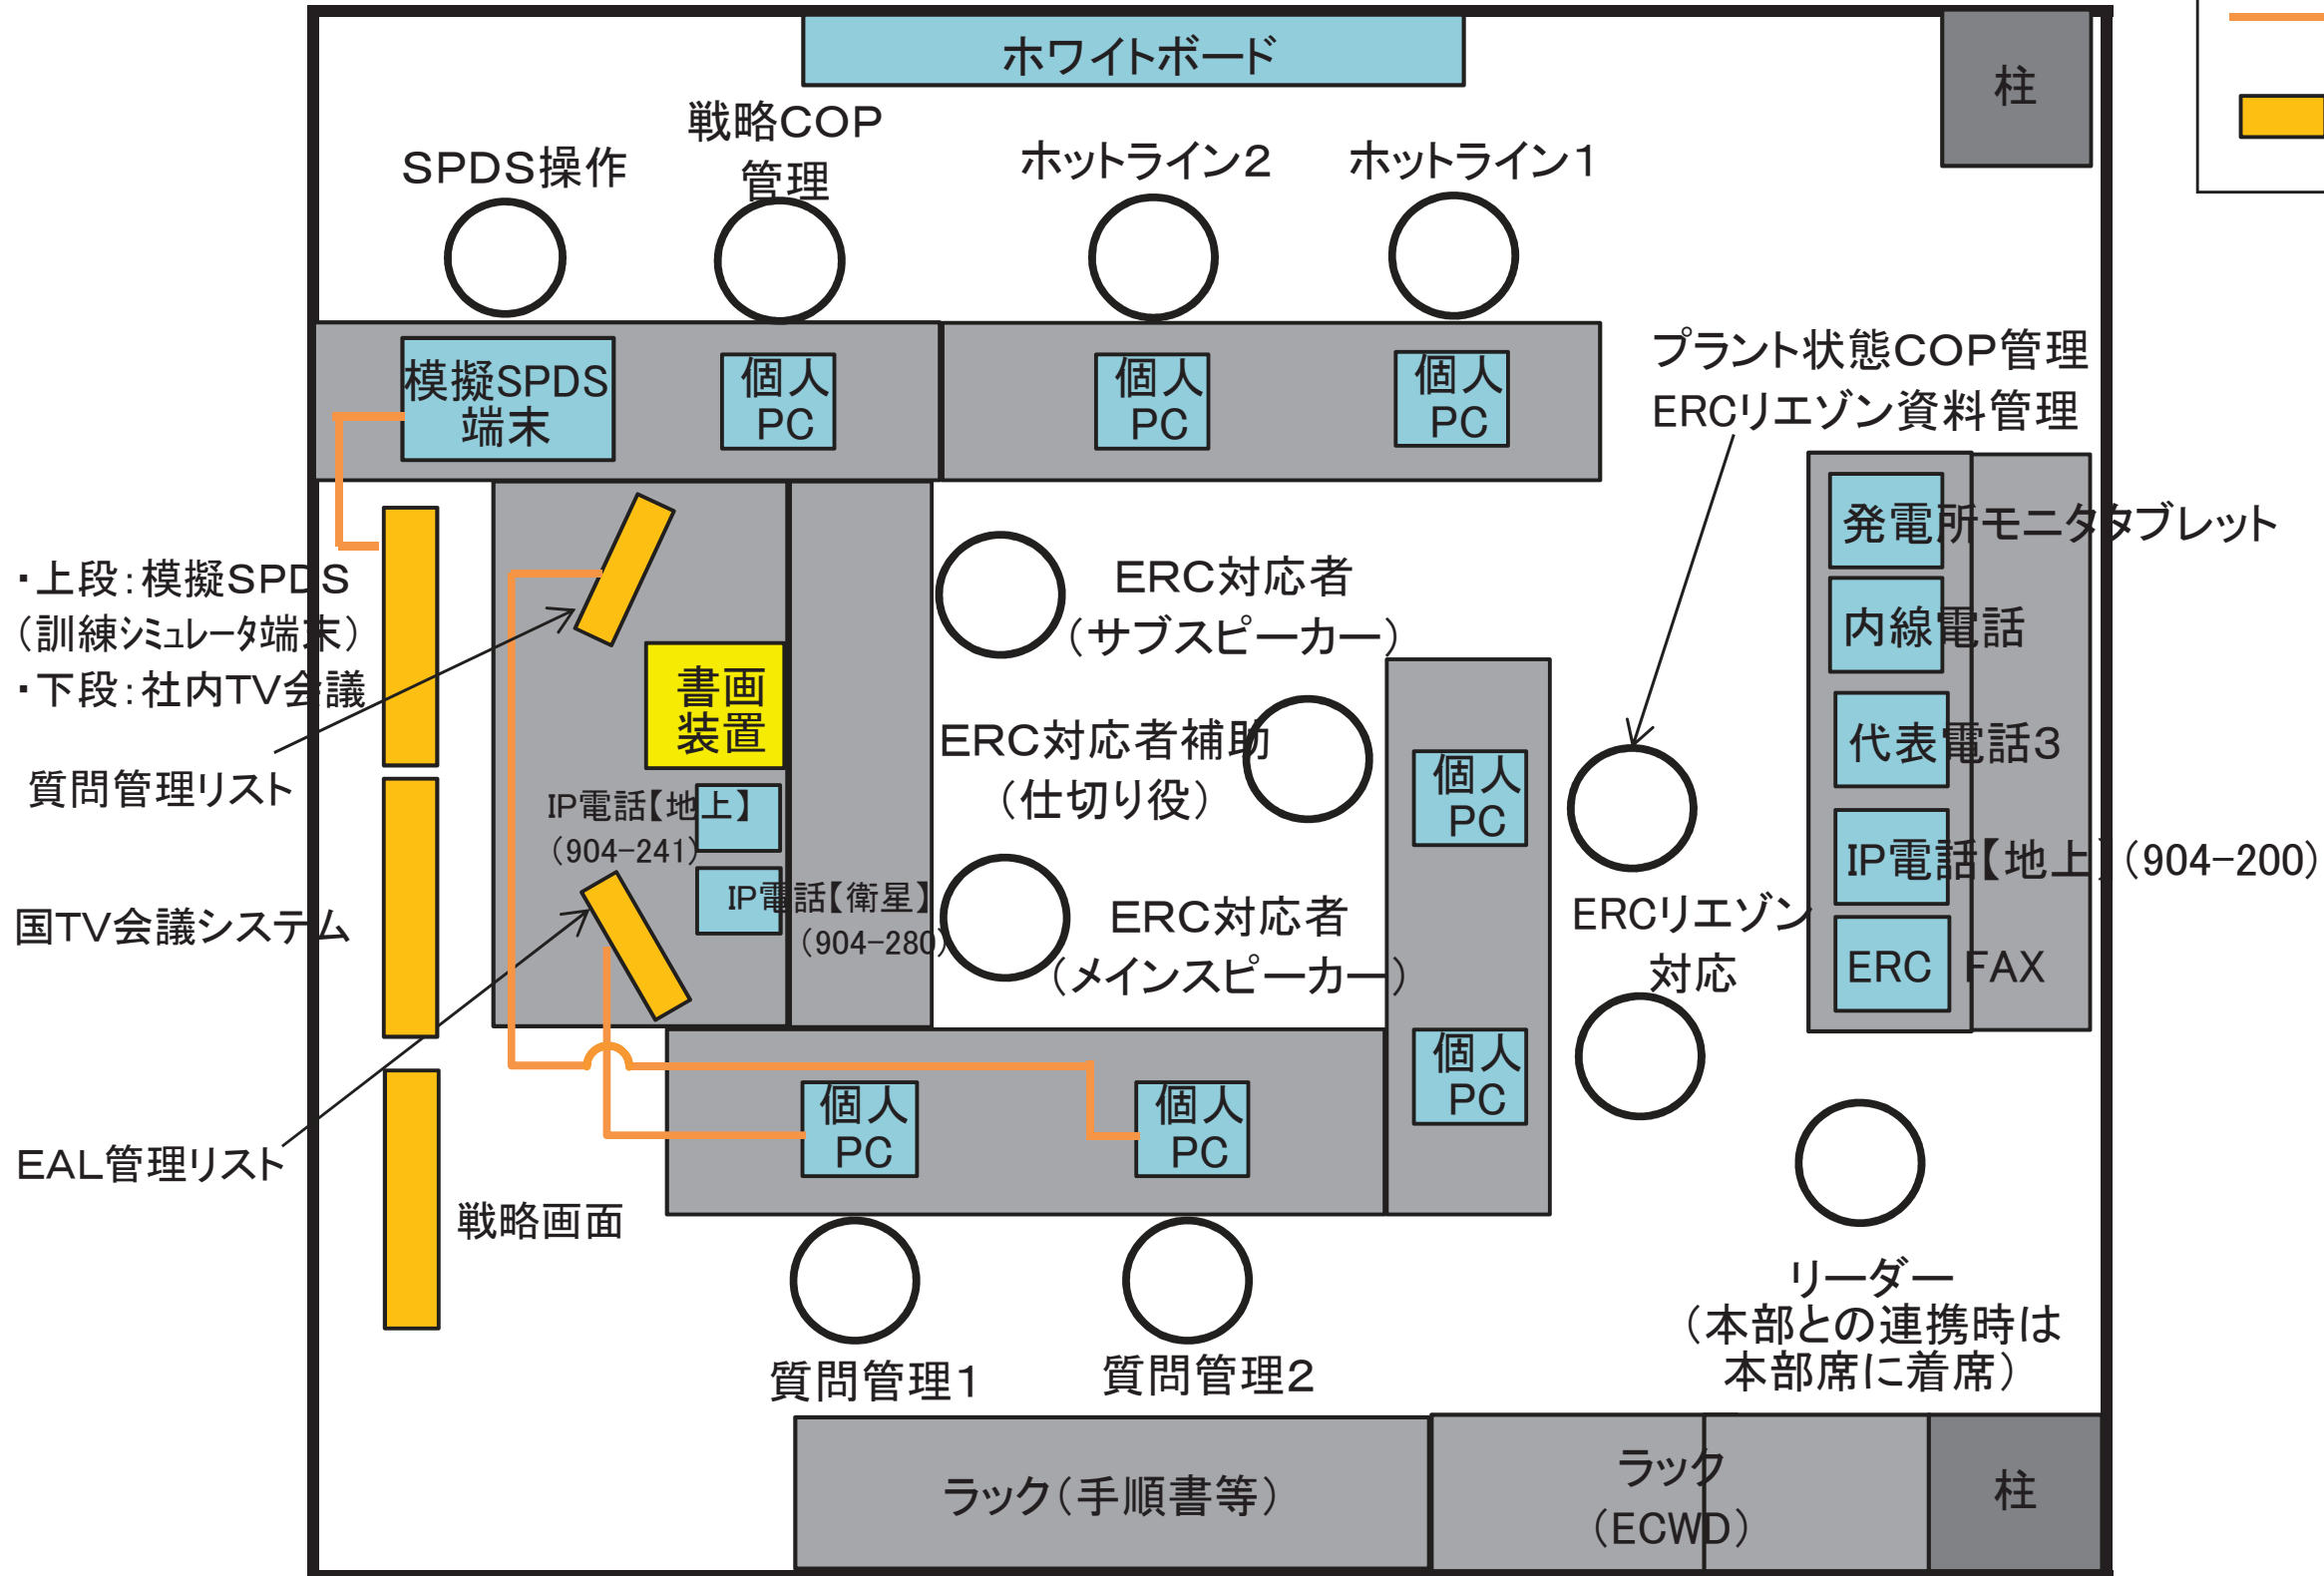 ホワイトボード
柱
戦略COP
管理
SPDS操作
ホットライン2
ホットライン1
模擬SPDS
端末
個人
PC
個人
PC
個人
PC
プラント状態COP管理
ERCリエゾン資料管理
発電所モニタタブレット
内線電話
代表電話3
IP電話【地上】(904-200)
ERC FAX
・上段:模擬SPDS
(訓練シミュレータ端末)
・下段:社内TV会議
質問管理リスト
国TV会議システム
EAL管理リスト
書画
装置
IP電話【地上】
(904-241)
IP電話【衛星】
(904-280)
ERC対応者
(サブスピーカー)
ERC対応者補助
(仕切り役)
ERC対応者
(メインスピーカー)
個人
PC
個人
PC
ERCリエゾン
対応
個人
PC
個人
PC
戦略画面
質問管理1
質問管理2
リーダー
(本部との連携時は
本部席に着席)
ラック(手順書等)
ラック
(ECWD)
柱